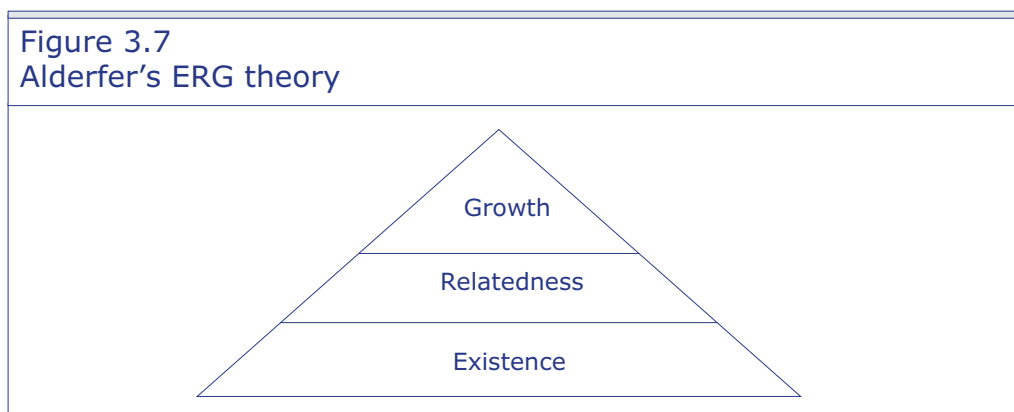 Figure 3.7
Alderfer’s ERG theory
Growth
Relatedness
Existence